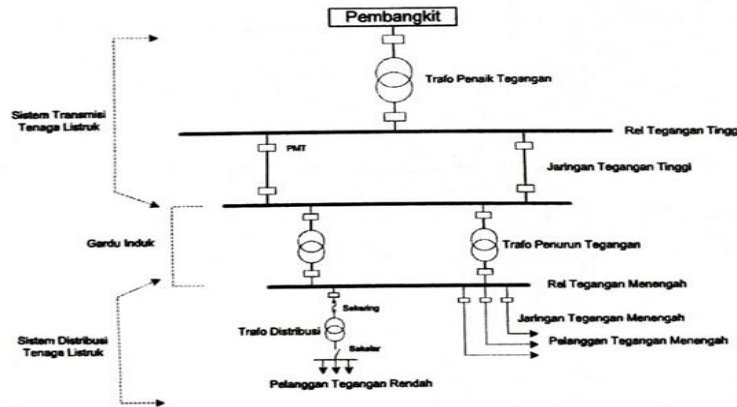 Pembangkit
Trafo Penaik Tegangan
Sistem Transmisi
Tenaga Listruk
Rel Tegangan Tinggi
PMT
Jaringan Tegangan Tinggi
Gardu Induk
Trafo Penurun Tegangan
Rel Tegangan Menengah
Sekering
Jaringan Tegangan Menengah
Trafo Distribusi
Sistem Distribusi
Tenaga Listruk
Pelanggan Tegangan Menengah
Sakelar
Pelanggan Tegangan Rendah